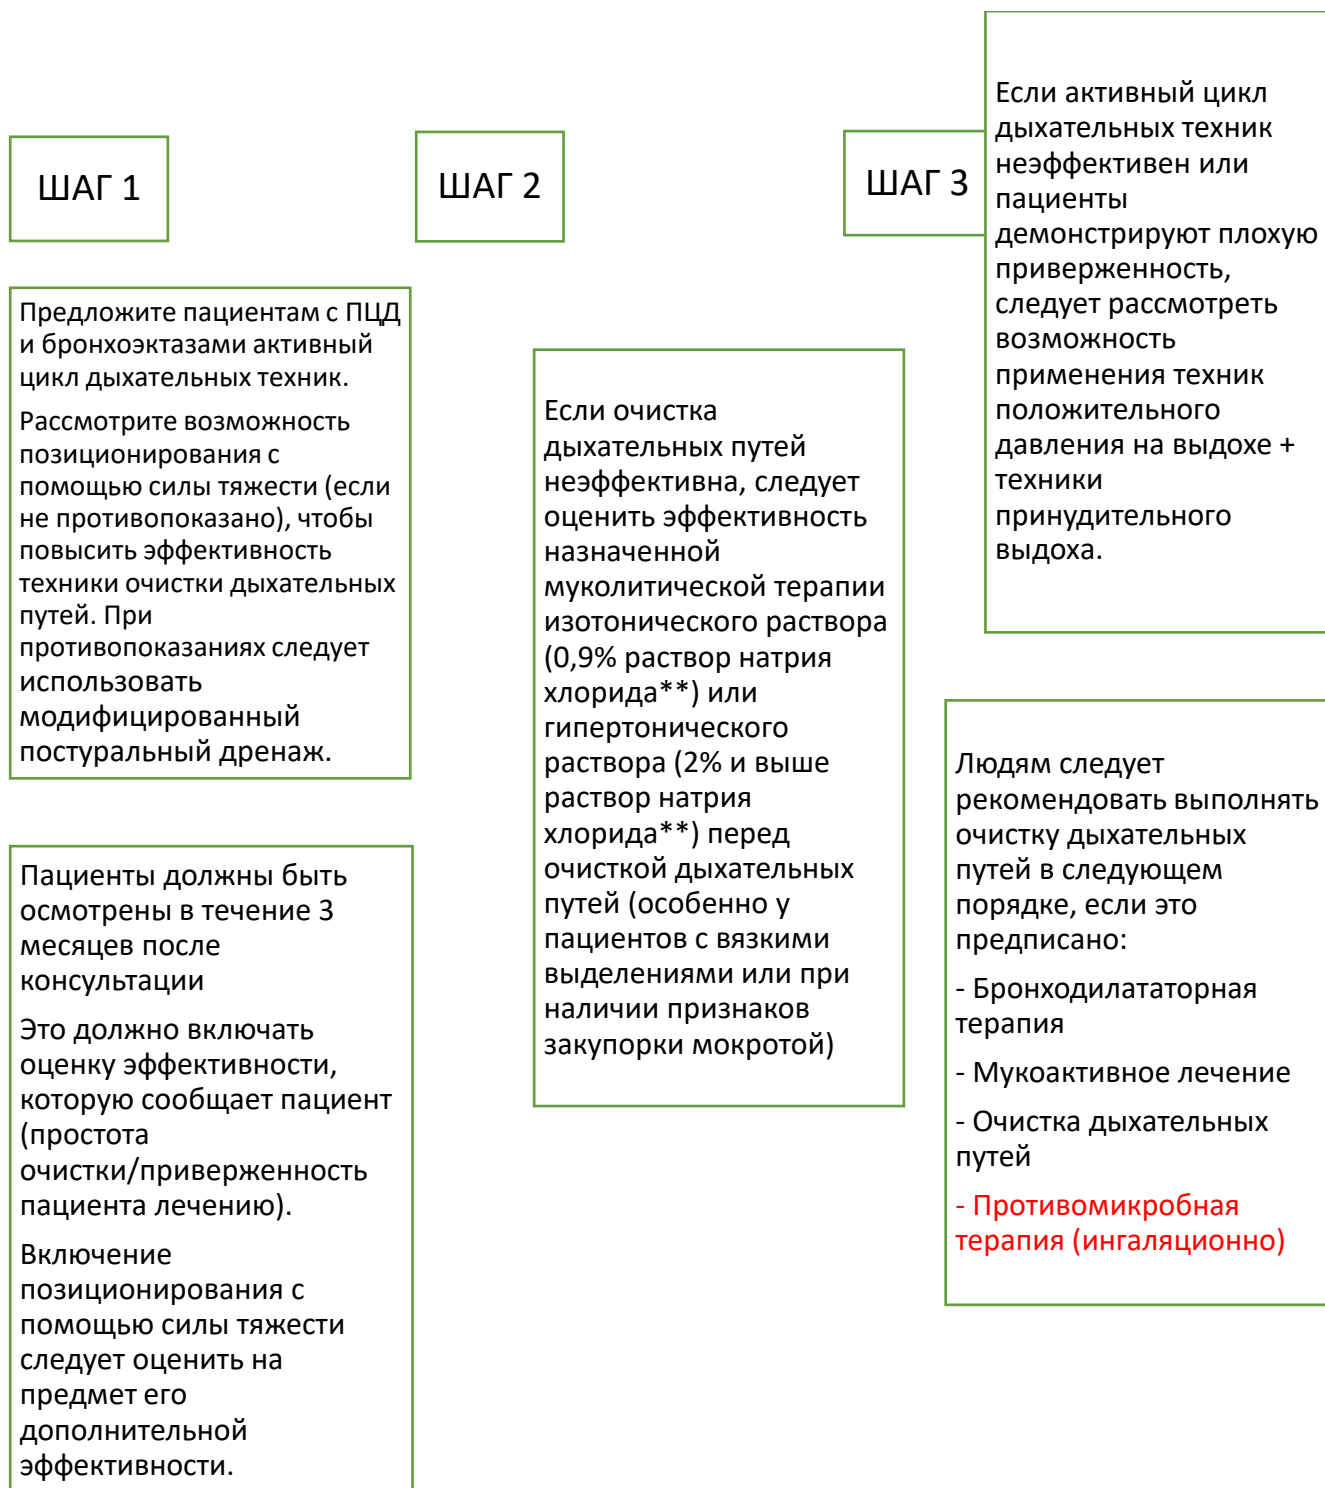 ШАГ 1
Предложите пациентам с ПЦД
и бронхоэктазами активный
цикл дыхательных техник.
Рассмотрите возможность
позиционирования с
помощью силы тяжести (если
не противопоказано), чтобы
повысить эффективность
техники очистки дыхательных
путей. При
противопоказаниях следует
использовать
модифицированный
постуральный дренаж.
Пациенты должны быть
осмотрены в течение 3
месяцев после
консультации
Это должно включать
оценку эффективности,
которую сообщает пациент
(простота
очистки/приверженность
пациента лечению).
Включение
позиционирования с
помощью силы тяжести
следует оценить на
предмет его
дополнительной
эффективности.
ШАГ 2
Если очистка
дыхательных путей
неэффективна, следует
оценить эффективность
назначенной
муколитической терапии
изотонического раствора
(0,9% раствор натрия
хлорида**) или
гипертонического
раствора (2% и выше
раствор натрия
хлорида**) перед
очисткой дыхательных
путей (особенно у
пациентов с вязкими
выделениями или при
наличии признаков
закупорки мокротой)
ШАГ 3
Если активный цикл
дыхательных техник
неэффективен или
пациенты
демонстрируют плохую
приверженность,
следует рассмотреть
возможность
применения техник
положительного
давления на выдохе +
техники
принудительного
выдоха.
Людям следует
рекомендовать выполнять
очистку дыхательных
путей в следующем
порядке, если это
предписано:
- Бронходилататорная
терапия
- Мукоактивное лечение
- Очистка дыхательных
путей
- Противомикробная
терапия (ингаляционно)